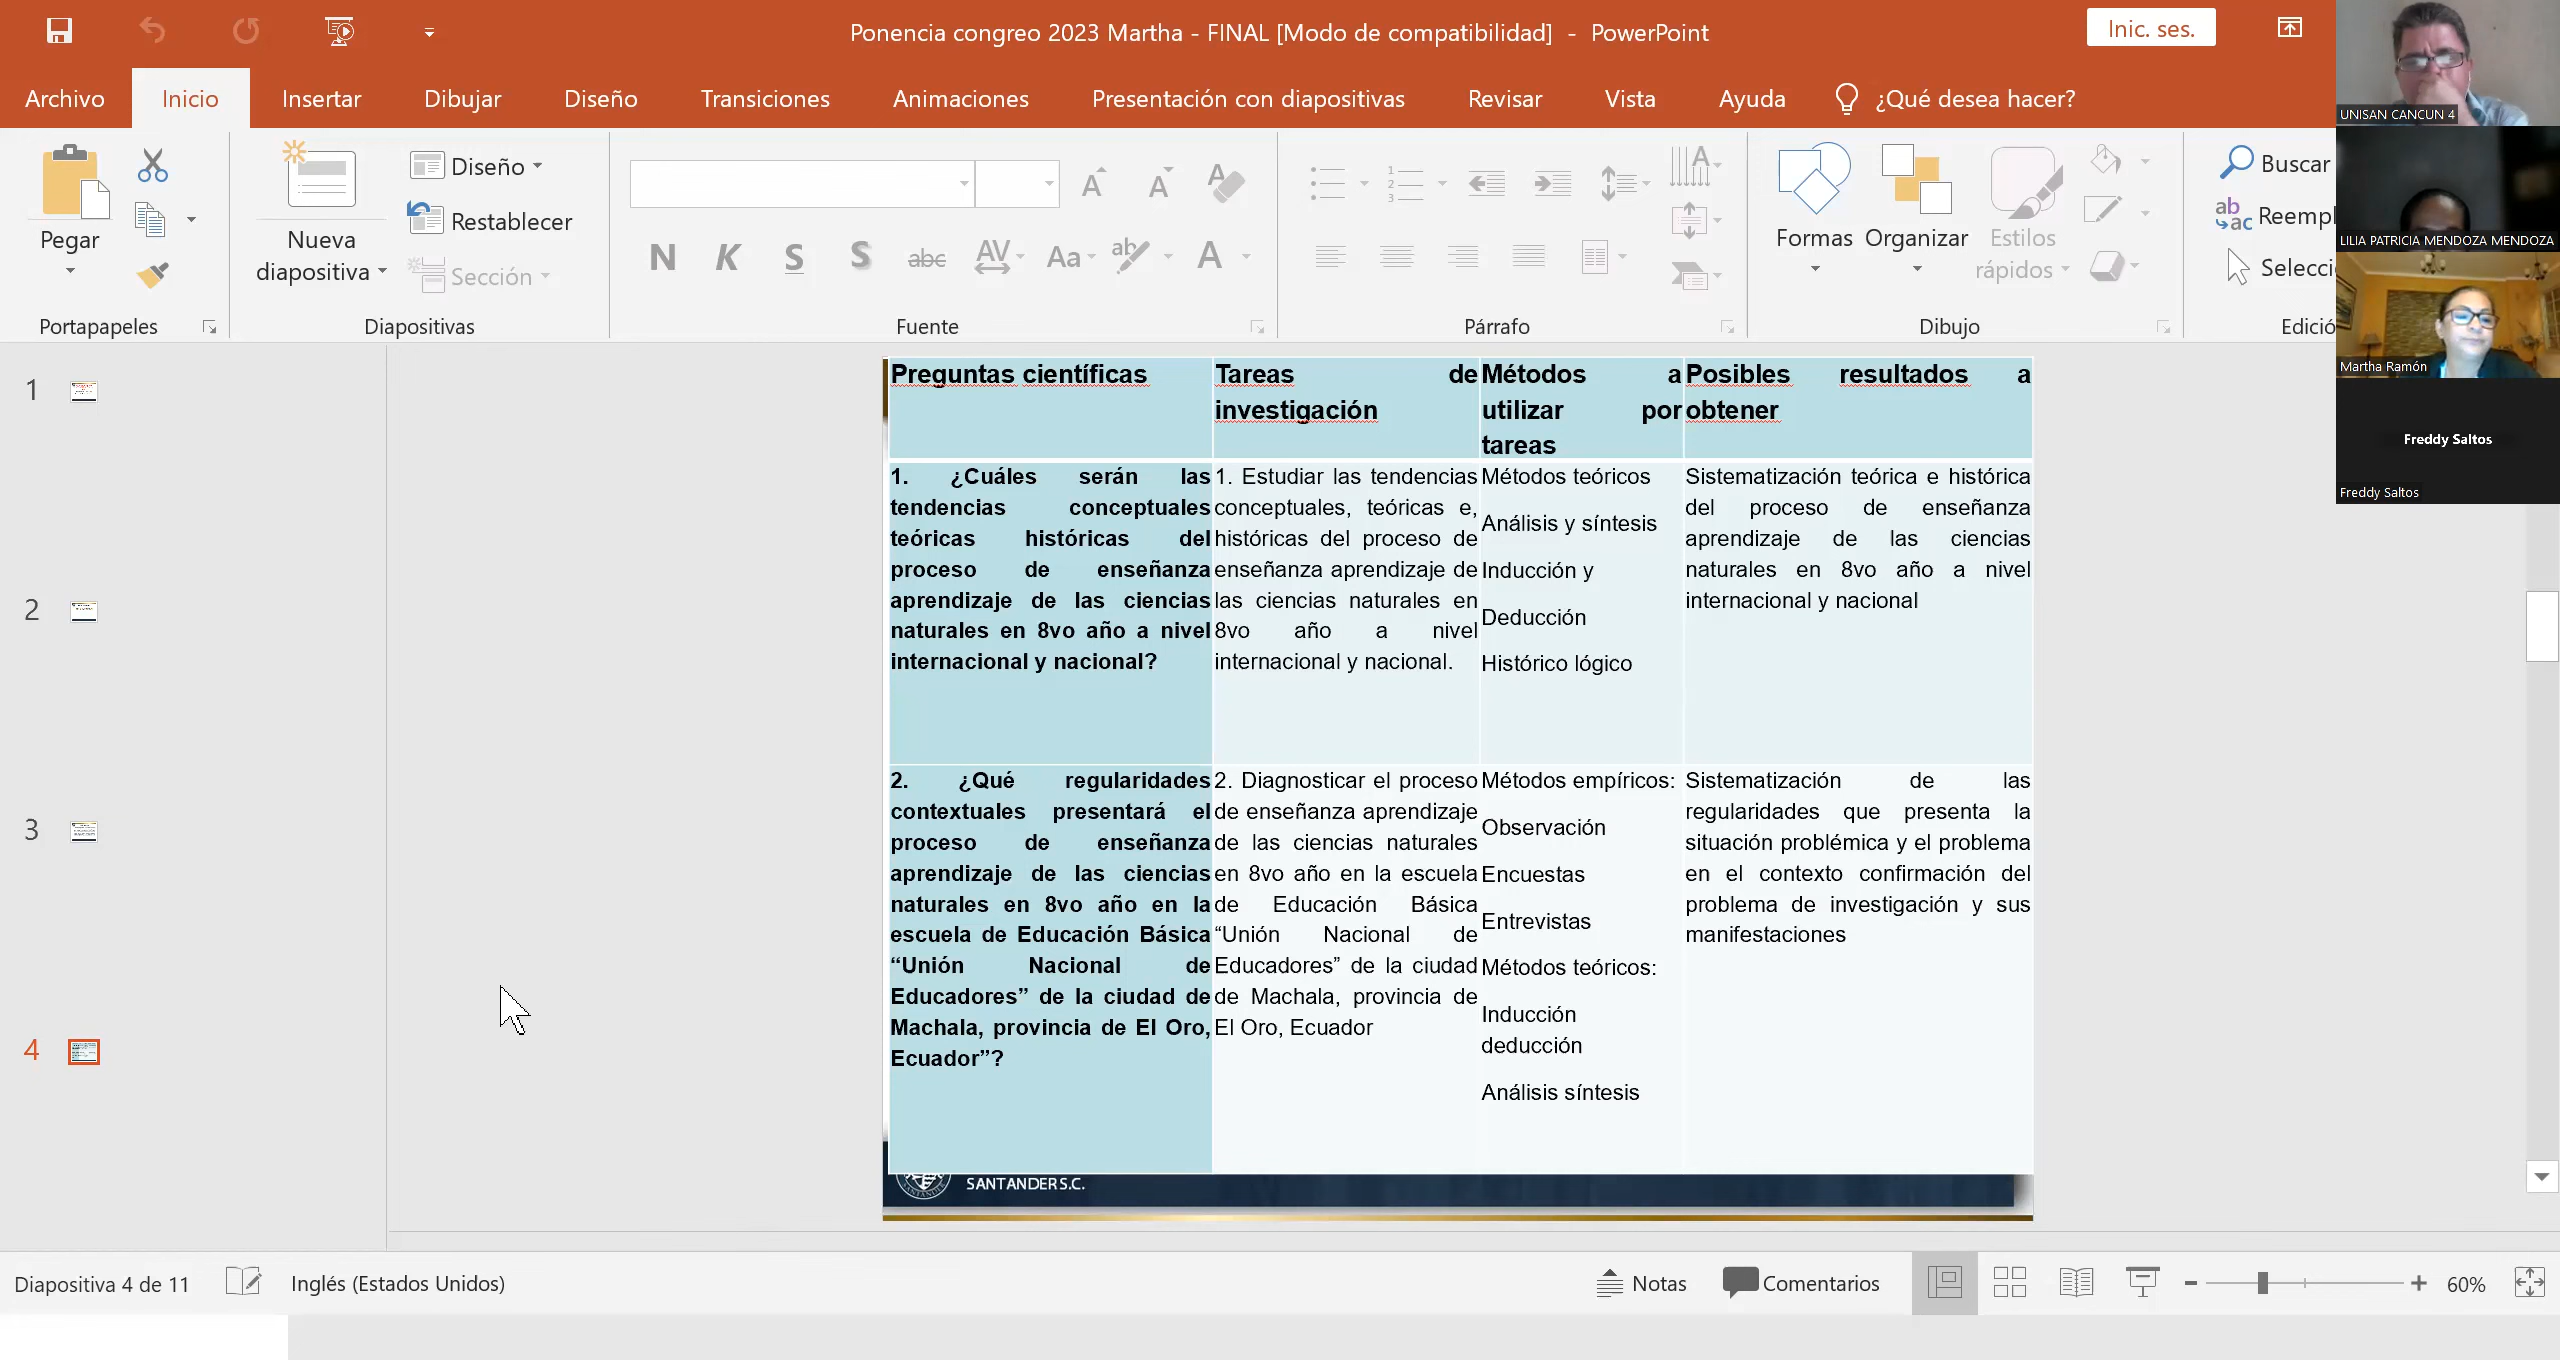 Ponencia congreo 2023 Martha - FINAL [Modo de compatibilidad] - PowerPoint
Inic. ses.
Archivo
Inicio
Insertar
Dibujar
Diseño
Transiciones
Animaciones
Presentación con diapositivas
Revisar
Vista
Ayuda
¿Qué desea hacer?
Pegar
Portapapeles
Nueva
diapositiva
Diseño
Restablecer
Sección
Diapositivas
N K S S abc AV Aa ab A
Fuente
Párrafo
Formas
Organizar
Estilos
rápidos
Dibujo
Buscar
Reempl
Selecci
Edició
UNISAN CANCUN 4
LILIA PATRICIA MENDOZA MENDOZA
Martha Ramón
Freddy Saltos
Freddy Saltos
1
2
3
4
Preguntas científicas
Tareas de
investigación
Métodos a
utilizar por
tareas
Posibles resultados a
obtener
1. ¿Cuáles serán las
tendencias conceptuales
teóricas históricas del
proceso de enseñanza
aprendizaje de las ciencias
naturales en 8vo año a nivel
internacional y nacional?
1. Estudiar las tendencias
conceptuales, teóricas e,
históricas del proceso de
enseñanza aprendizaje de
las ciencias naturales en
8vo año a nivel
internacional y nacional.
Métodos teóricos
Análisis y síntesis
Inducción y
Deducción
Histórico lógico
Sistematización teórica e histórica
del proceso de enseñanza
aprendizaje de las ciencias
naturales en 8vo año a nivel
internacional y nacional
2. ¿Qué regularidades
contextuales presentará el
proceso de enseñanza
aprendizaje de las ciencias
naturales en 8vo año en la
escuela de Educación Básica
“Unión Nacional de
Educadores” de la ciudad de
Machala, provincia de El Oro,
Ecuador”?
2. Diagnosticar el proceso
de enseñanza aprendizaje
de las ciencias naturales
en 8vo año en la escuela
de Educación Básica
“Unión Nacional de
Educadores” de la ciudad
de Machala, provincia de
El Oro, Ecuador
Métodos empíricos:
Observación
Encuestas
Entrevistas
Métodos teóricos:
Inducción
deducción
Análisis síntesis
Sistematización de las
regularidades que presenta la
situación problémica y el problema
en el contexto confirmación del
problema de investigación y sus
manifestaciones
SANTANDER
SANTANDER S.C.
Diapositiva 4 de 11
Inglés (Estados Unidos)
Notas
Comentarios
60%